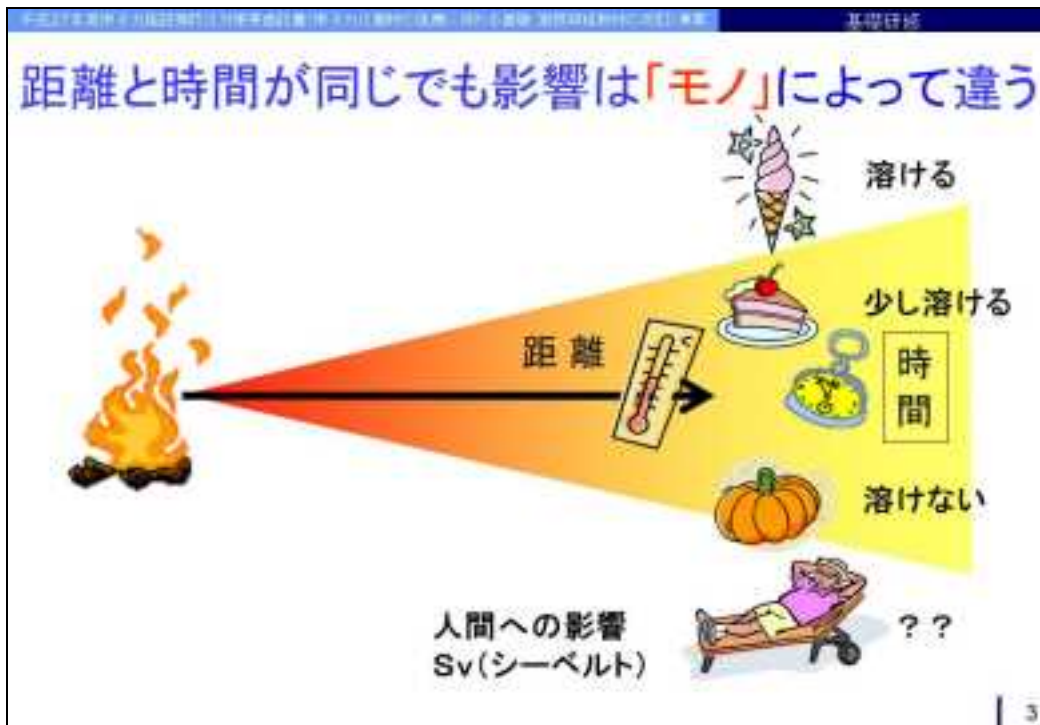 基礎研修
距離と時間が同じでも影響は「モノ」によって違う
溶ける
少し溶ける
距離
時
間
溶けない
人間への影響
Sv(シーベルト)
？？
3